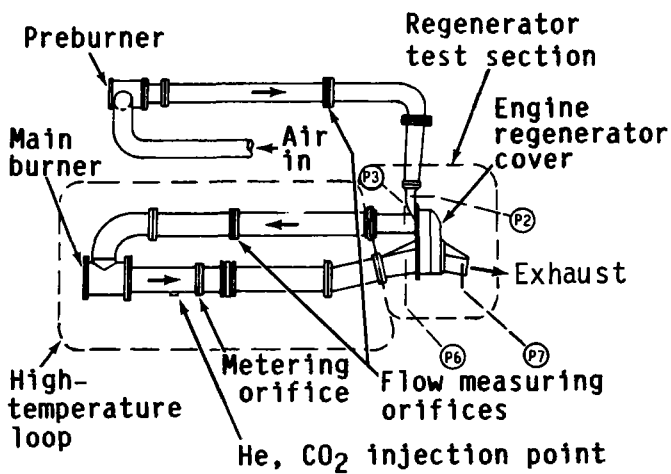 Preburner
Regenerator
test section
Engine
regenerator
cover
Main
burner
Air
in
P3
P2
Exhaust
P6
P7
Metering
orifice
Flow measuring
orifices
High-
temperature
loop
He, CO2 injection point